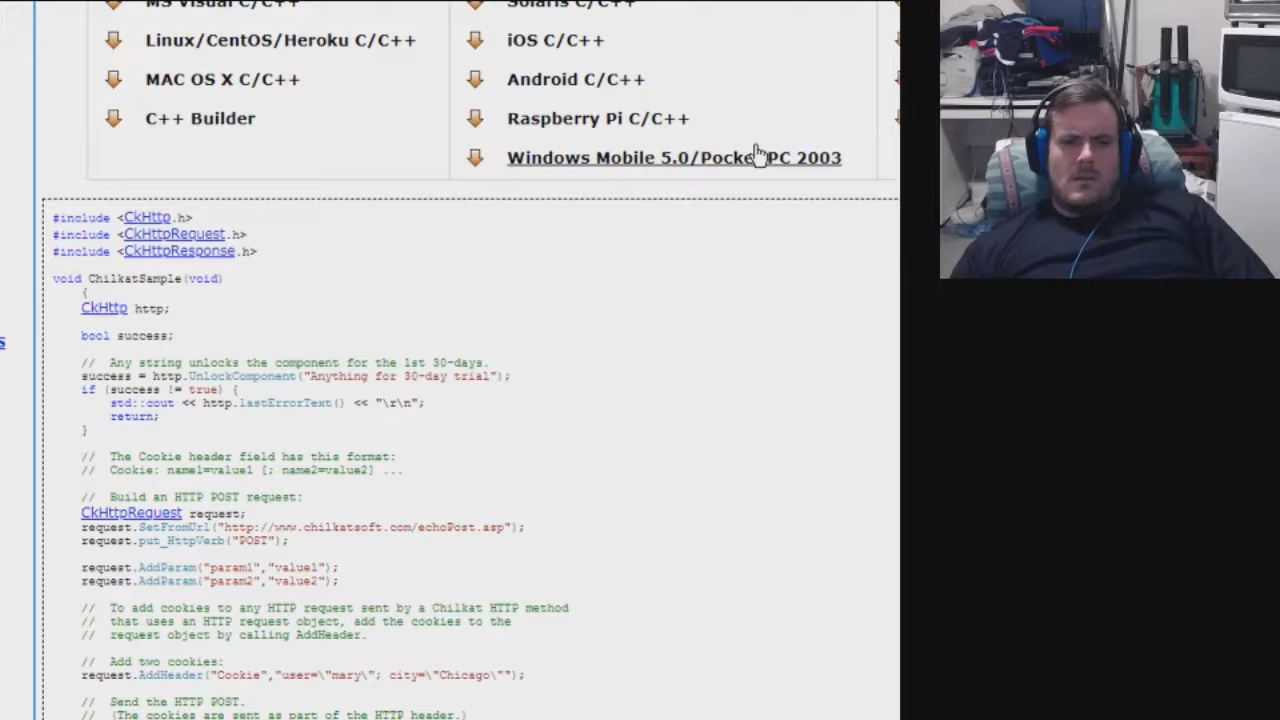 MS Visual C/C++
Solaris C/C++
Linux/CentOS/Heroku C/C++
iOS C/C++
MAC OS X C/C++
Android C/C++
C++ Builder
Raspberry Pi C/C++
Windows Mobile 5.0/Pocket PC 2003
#include <CkHttp.h>
#include <CkHttpRequest.h>
#include <CkHttpResponse.h>
void ChilkatSample(void)
{
CkHttp http;
bool success;
// Any string unlocks the component for the 1st 30-days.
success = http.UnlockComponent("Anything for 30-day trial");
if (success != true) {
std::cout << http.lastErrorText() << "\r\n";
return;
}
// The Cookie header field has this format:
// Cookie: name1=value1 [; name2=value2] ...
// Build an HTTP POST request:
CkHttpRequest request;
request.SetFromUrl("http://www.chilkatsoft.com/echoPost.asp");
request.put_HttpVerb("POST");
request.AddParam("param1","value1");
request.AddParam("param2","value2");
// To add cookies to any HTTP request sent by a Chilkat HTTP method
// that uses an HTTP request object, add the cookies to the
// request object by calling AddHeader.
// Add two cookies:
request.AddHeader("Cookie","user=\"mary\"; city=\"Chicago\"");
// Send the HTTP POST.
// (The cookies are sent as part of the HTTP header.)